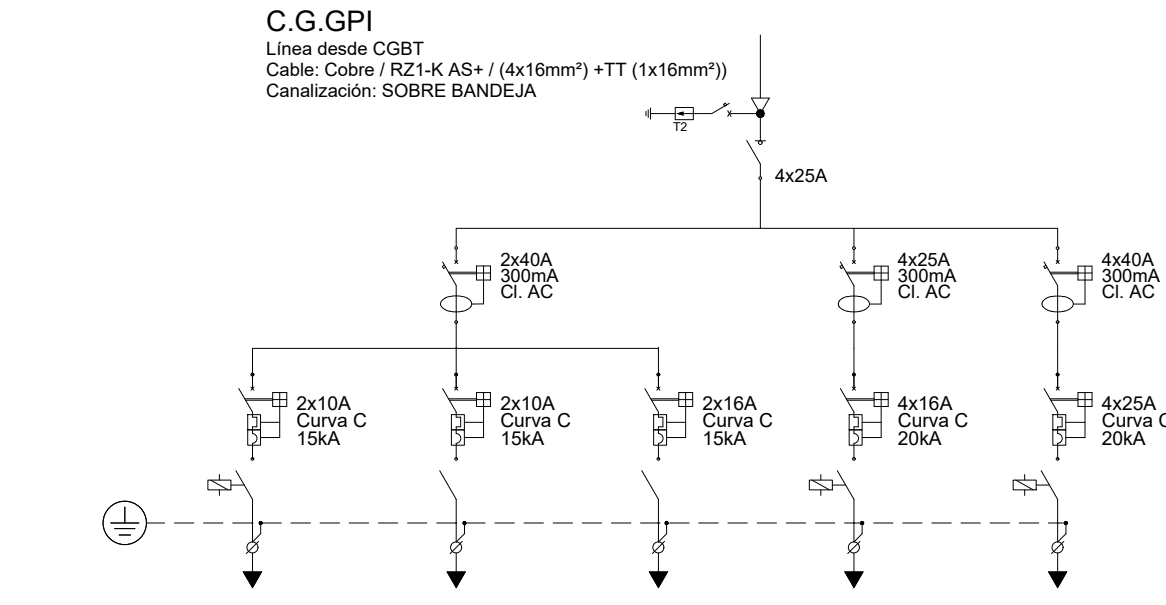 C.G.GPI
Línea desde CGBT
Cable: Cobre / RZ1-K AS+ / (4x16mm²) +TT (1x16mm²))
Canalización: SOBRE BANDEJA
T2
4x25A
2x40A
300mA
Cl. AC
4x25A
300mA
Cl. AC
4x40A
300mA
Cl. AC
2x10A
Curva C
15kA
2x10A
Curva C
15kA
2x16A
Curva C
15kA
4x16A
Curva C
20kA
4x25A
Curva C
20kA